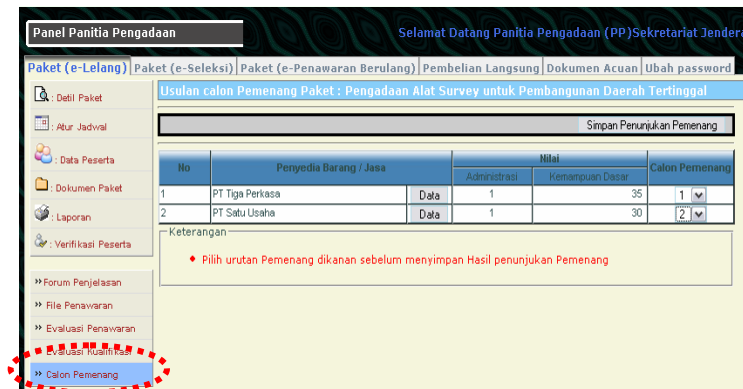 Panel Panitia Pengadaan
Selamat Datang Panitia Pengadaan (PP)Sekretariat Jendera
Paket (e-Lelang) Paket (e-Seleksi) Paket (e-Penawaran Berulang) Pembelian Langsung Dokumen Acuan Ubah password
: Detil Paket
: Atur Jadwal
: Data Peserta
: Dokumen Paket
: Laporan
: Verifikasi Peserta
»Forum Penjelasan
» File Penawaran
» Evaluasi Penawaran
» Evaluasi Kualifikasi
» Calon Pemenang
Usulan calon Pemenang Paket : Pengadaan Alat Survey untuk Pembangunan Daerah Tertinggal
Simpan Penunjukan Pemenang
No Penyedia Barang / Jasa Nilai Calon Pemenang
Administrasi Kemampuan Dasar
1 PT Tiga Perkasa Data 1 35 1
2 PT Satu Usaha Data 1 30 2
Keterangan
Pilih urutan Pemenang dikanan sebelum menyimpan Hasil penunjukan Pemenang